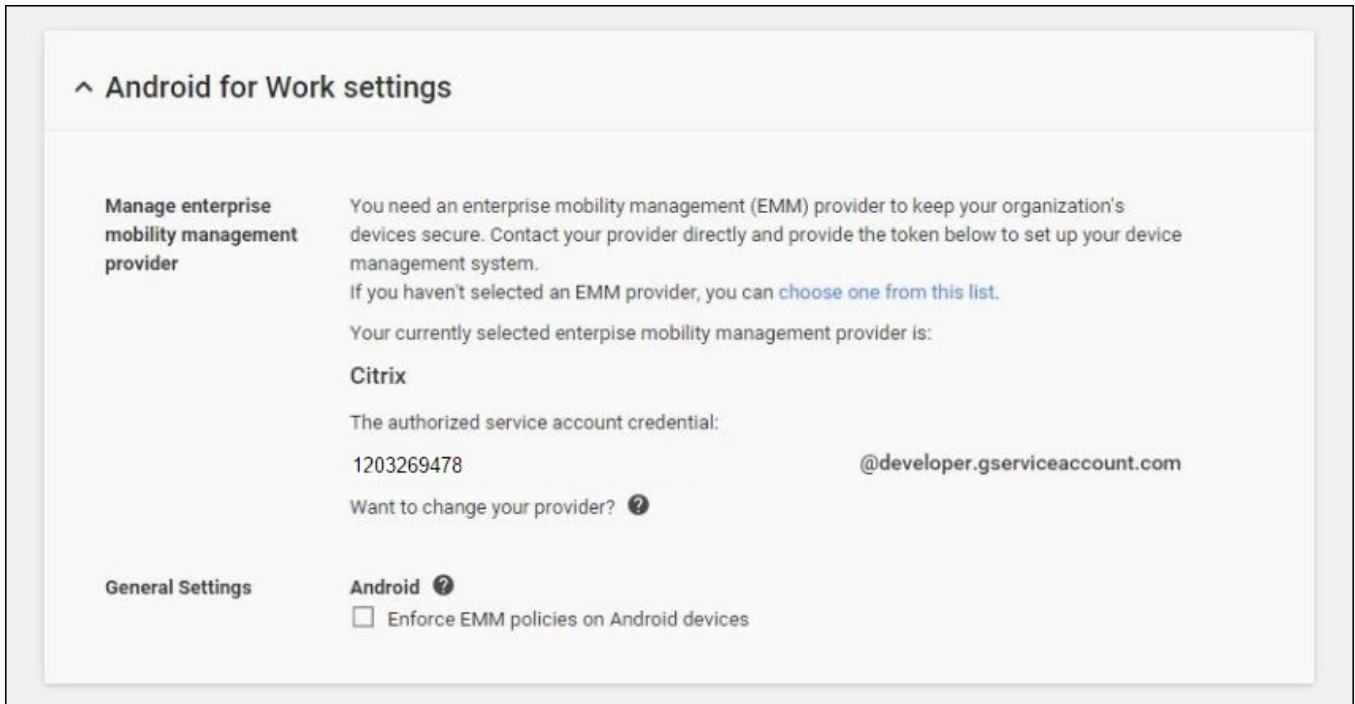 Android for Work settings
Manage enterprise
mobility management
provider
You need an enterprise mobility management (EMM) provider to keep your organization's
devices secure. Contact your provider directly and provide the token below to set up your device
management system.
If you haven't selected an EMM provider, you can choose one from this list.
Your currently selected enterpise mobility management provider is:
Citrix
The authorized service account credential:
1203269478 @developer.gserviceaccount.com
Want to change your provider? ?
General Settings
Android ?
Enforce EMM policies on Android devices